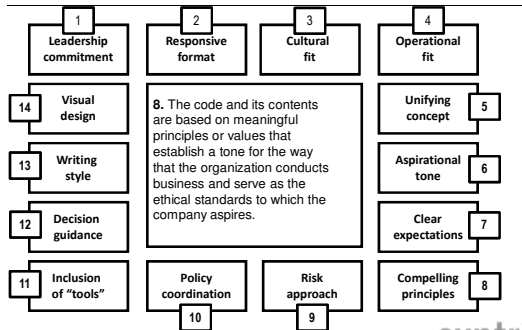 1
Leadership
commitment
2
Responsive
format
3
Cultural
fit
4
Operational
fit
14
Visual
design
8. The code and its contents
are based on meaningful
principles or values that
establish a tone for the way
that the organization conducts
business and serve as the
ethical standards to which the
company aspires.
Unifying
concept
5
13
Writing
style
Aspirational
tone
6
12
Decision
guidance
Clear
expectations
7
11
Inclusion
of “tools”
Policy
coordination
10
Risk
approach
9
Compelling
principles
8